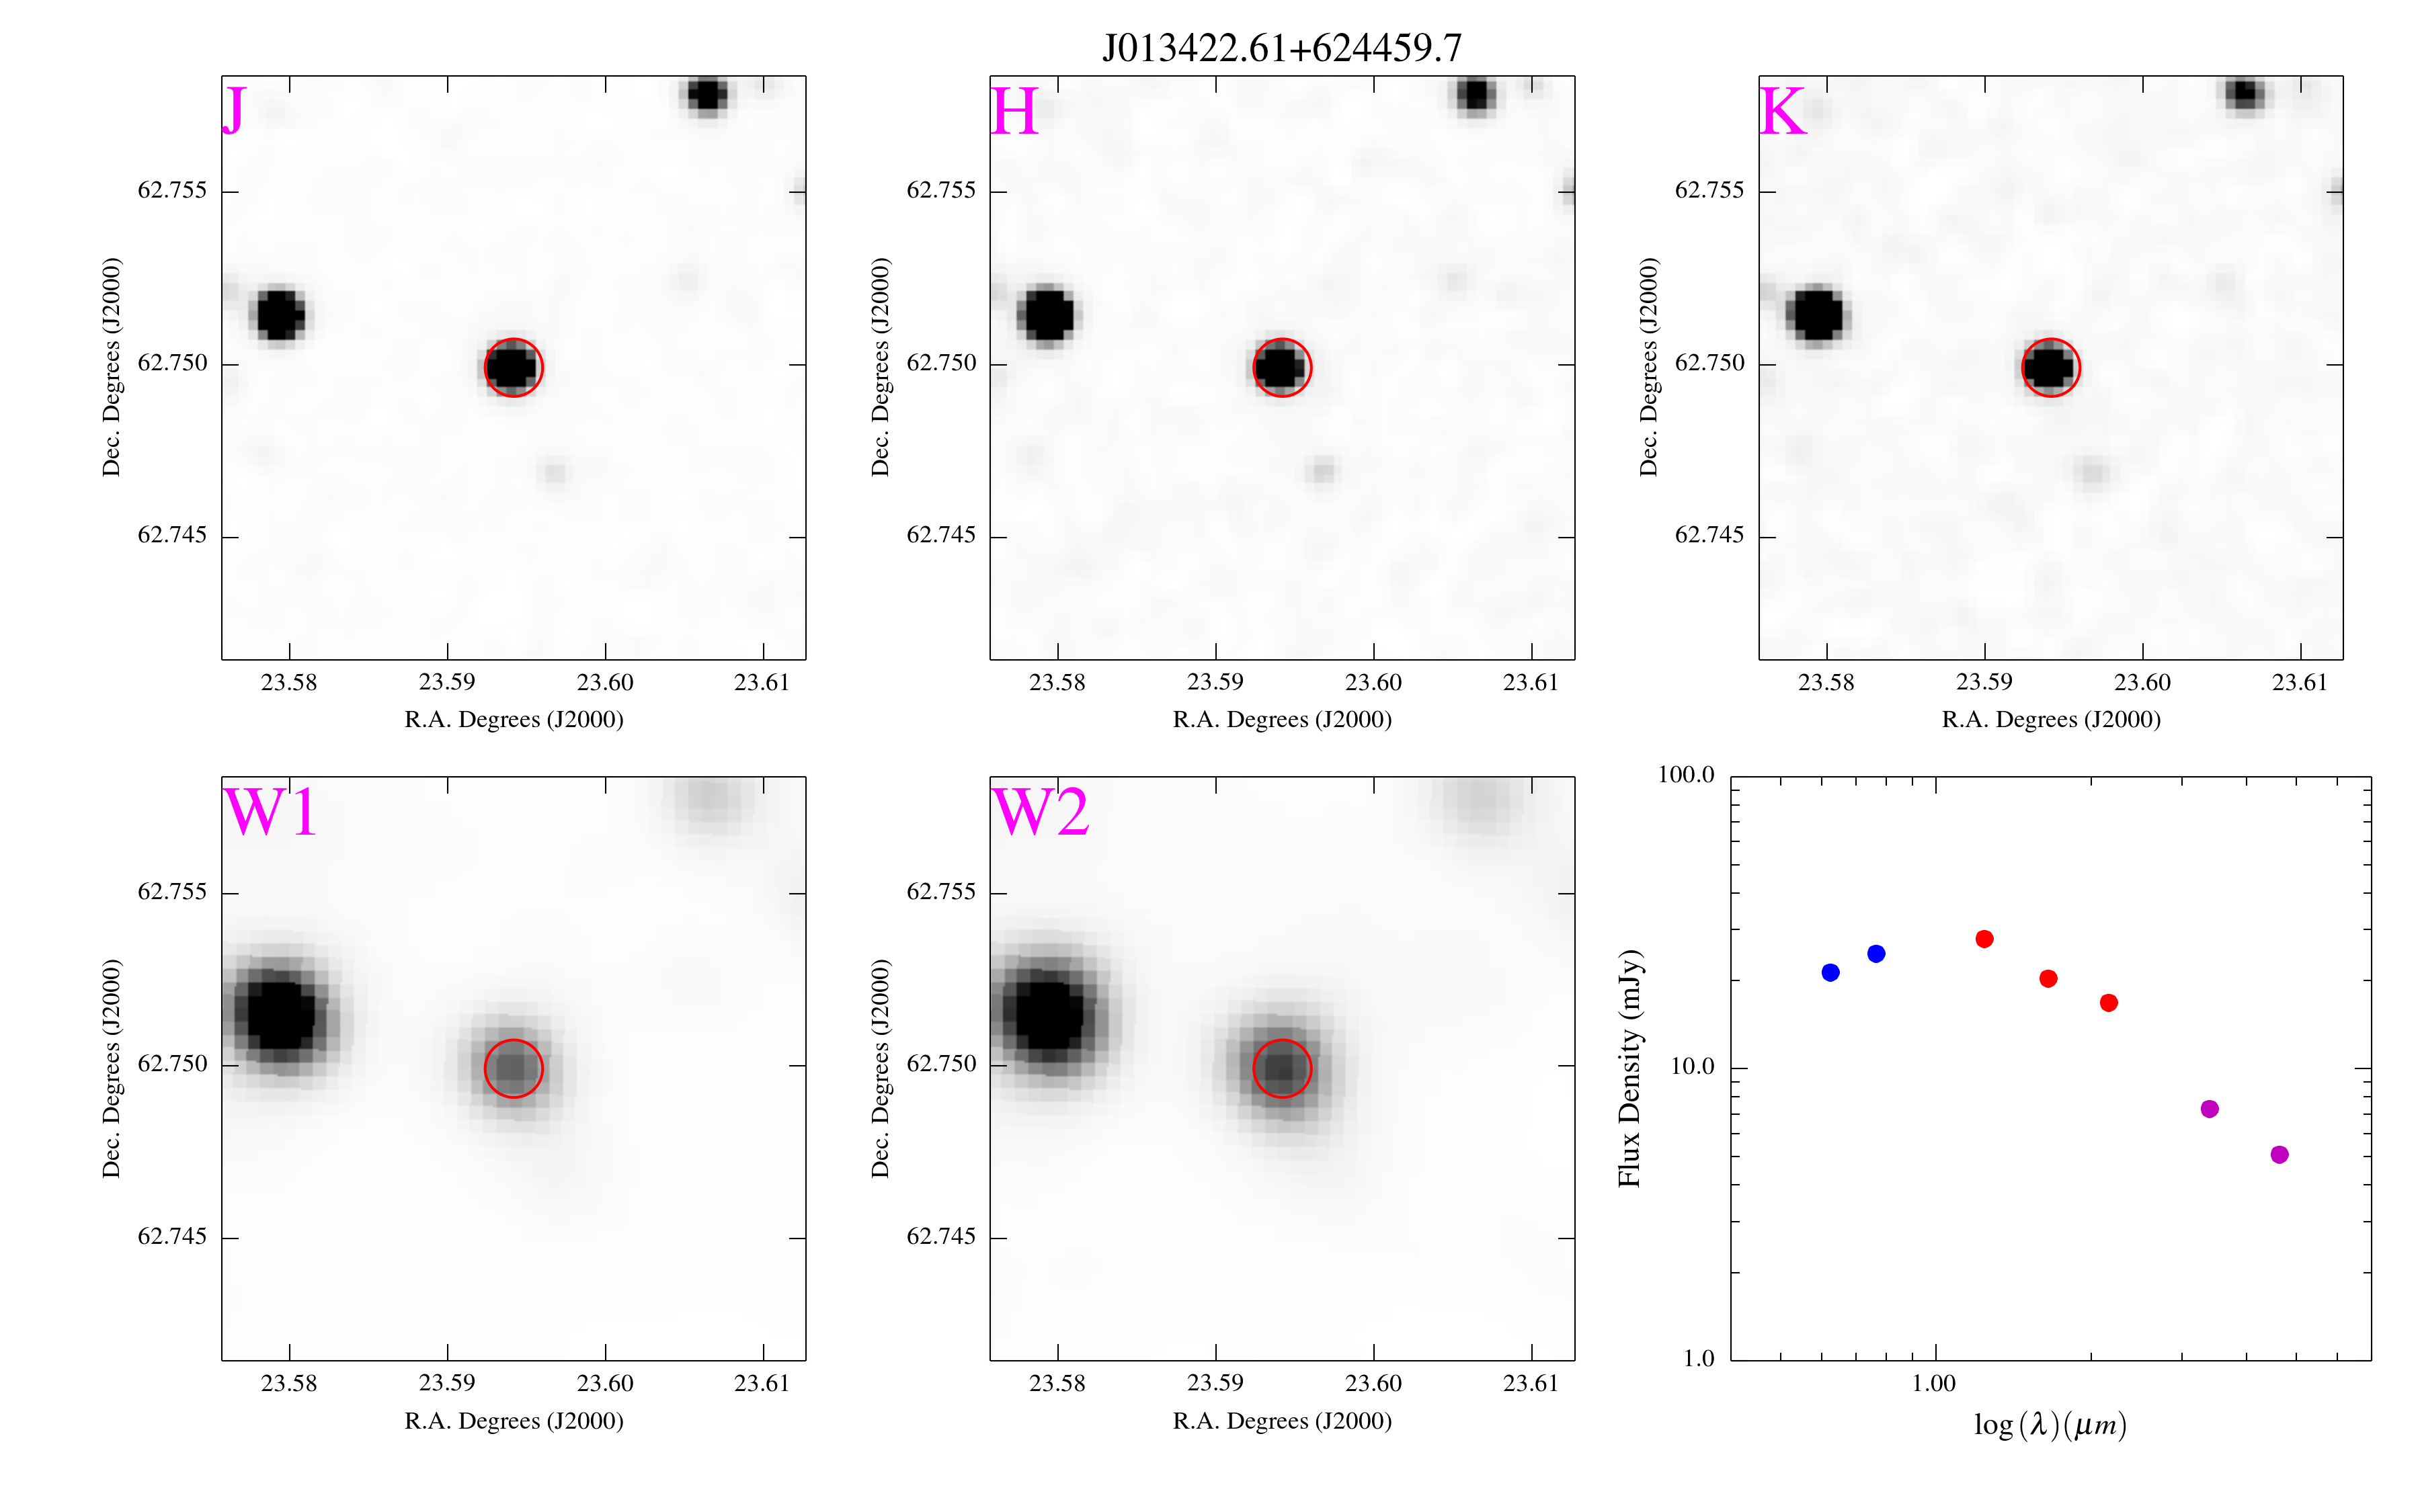 J013422.61+624459.7
J
Dec. Degrees (J2000)
62.755
62.750
62.745
23.58 23.59 23.60 23.61
R.A. Degrees (J2000)
H
Dec. Degrees (J2000)
62.755
62.750
62.745
23.58 23.59 23.60 23.61
R.A. Degrees (J2000)
K
Dec. Degrees (J2000)
62.755
62.750
62.745
23.58 23.59 23.60 23.61
R.A. Degrees (J2000)
W1
Dec. Degrees (J2000)
62.755
62.750
62.745
23.58 23.59 23.60 23.61
R.A. Degrees (J2000)
W2
Dec. Degrees (J2000)
62.755
62.750
62.745
23.58 23.59 23.60 23.61
R.A. Degrees (J2000)
Flux Density (mJy)
100.0
10.0
1.0
1.00
log(λ)(μm)